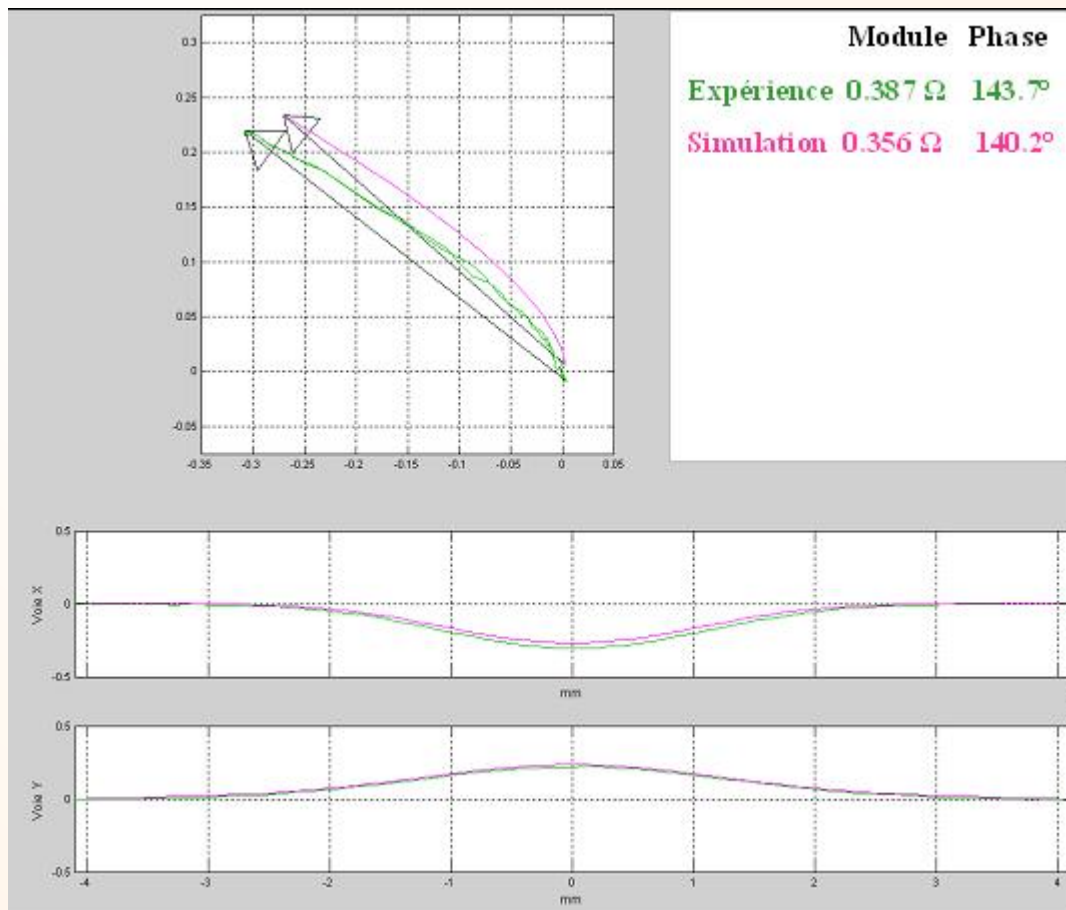 Module Phase
Expérience 0.387 Ω 143.7°
Simulation 0.356 Ω 140.2°
0.3
0.25
0.2
0.15
0.1
0.05
0
-0.05
-0.35 -0.3 -0.25 -0.2 -0.15 -0.1 -0.05 0 0.05
0.5
0
-0.5
Voie X
mm
0.5
0
-0.5
Voie Y
-4 -3 -2 -1 0 1 2 3 4
mm